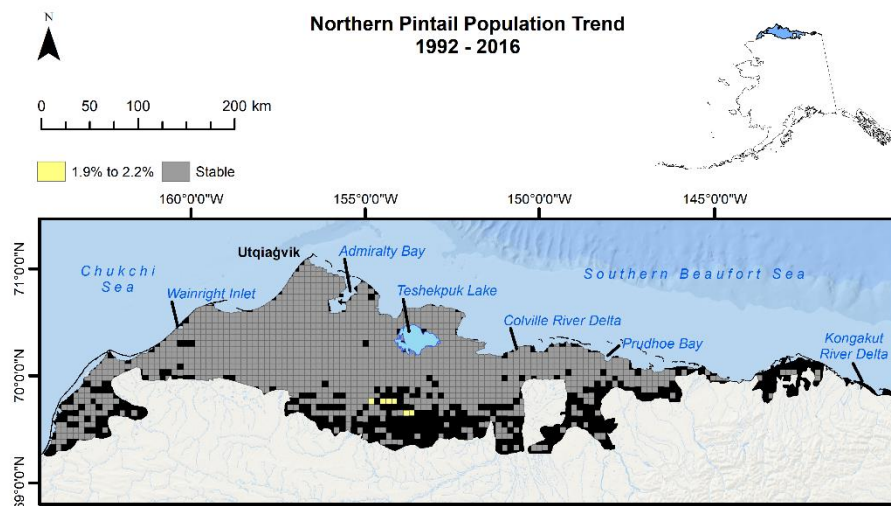 Northern Pintail Population Trend
1992 - 2016
0 50 100 200 km
1.9% to 2.2% Stable
160°0'0"W 155°0'0"W 150°0'0"W 145°0'0"W
71°0'0"N
70°0'0"N
69°0'0"N
Utqiaġvik
Admiralty Bay
Chukchi
Sea
Southern Beaufort Sea
Wainright Inlet
Teshekpuk Lake
Colville River Delta
Prudhoe Bay
Kongakut
River Delta